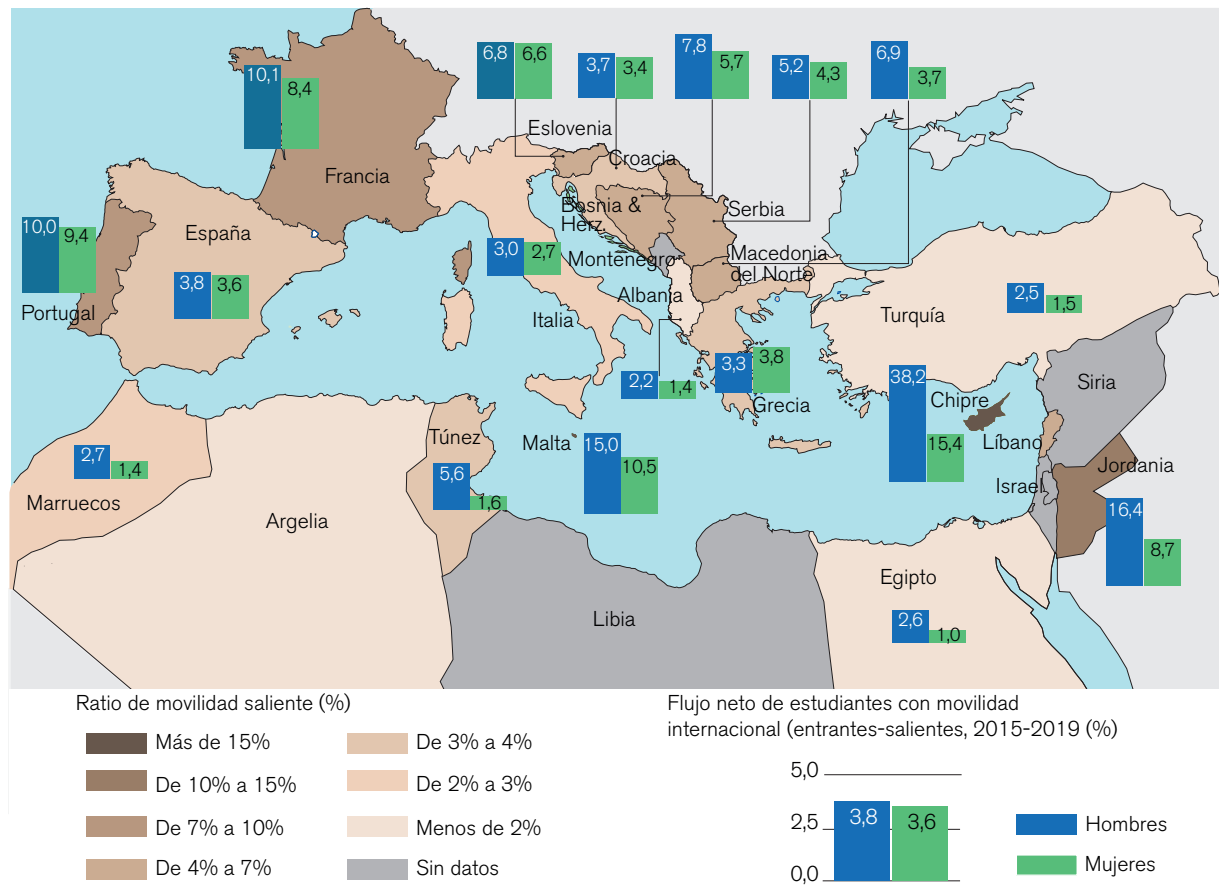 6,8
6,6
3,7
3,4
7,8
5,7
5,2
4,3
6,9
3,7
10,1
8,4
Eslovenia
Croacia
Francia
Bosnia &
Herz.
Serbia
10,0
9,4
España
3,0
2,7
Montenegro
Macedonia
del Norte
3,8
3,6
Portugal
Albania
Italia
Turquía
2,5
1,5
2,2
1,4
3,3
3,8
Grecia
38,2
15,4
Chipre
Siria
Líbano
Israel
Jordania
16,4
8,7
Túnez
5,6
1,6
Malta
15,0
10,5
2,7
1,4
Marruecos
Argelia
Libia
Egipto
2,6
1,0
Ratio de movilidad saliente (%)
Más de 15%
De 10% a 15%
De 7% a 10%
De 4% a 7%
De 3% a 4%
De 2% a 3%
Menos de 2%
Sin datos
Flujo neto de estudiantes con movilidad
internacional (entrantes-salientes, 2015-2019 (%)
5,0
2,5
0,0
3,8
3,6
Hombres
Mujeres